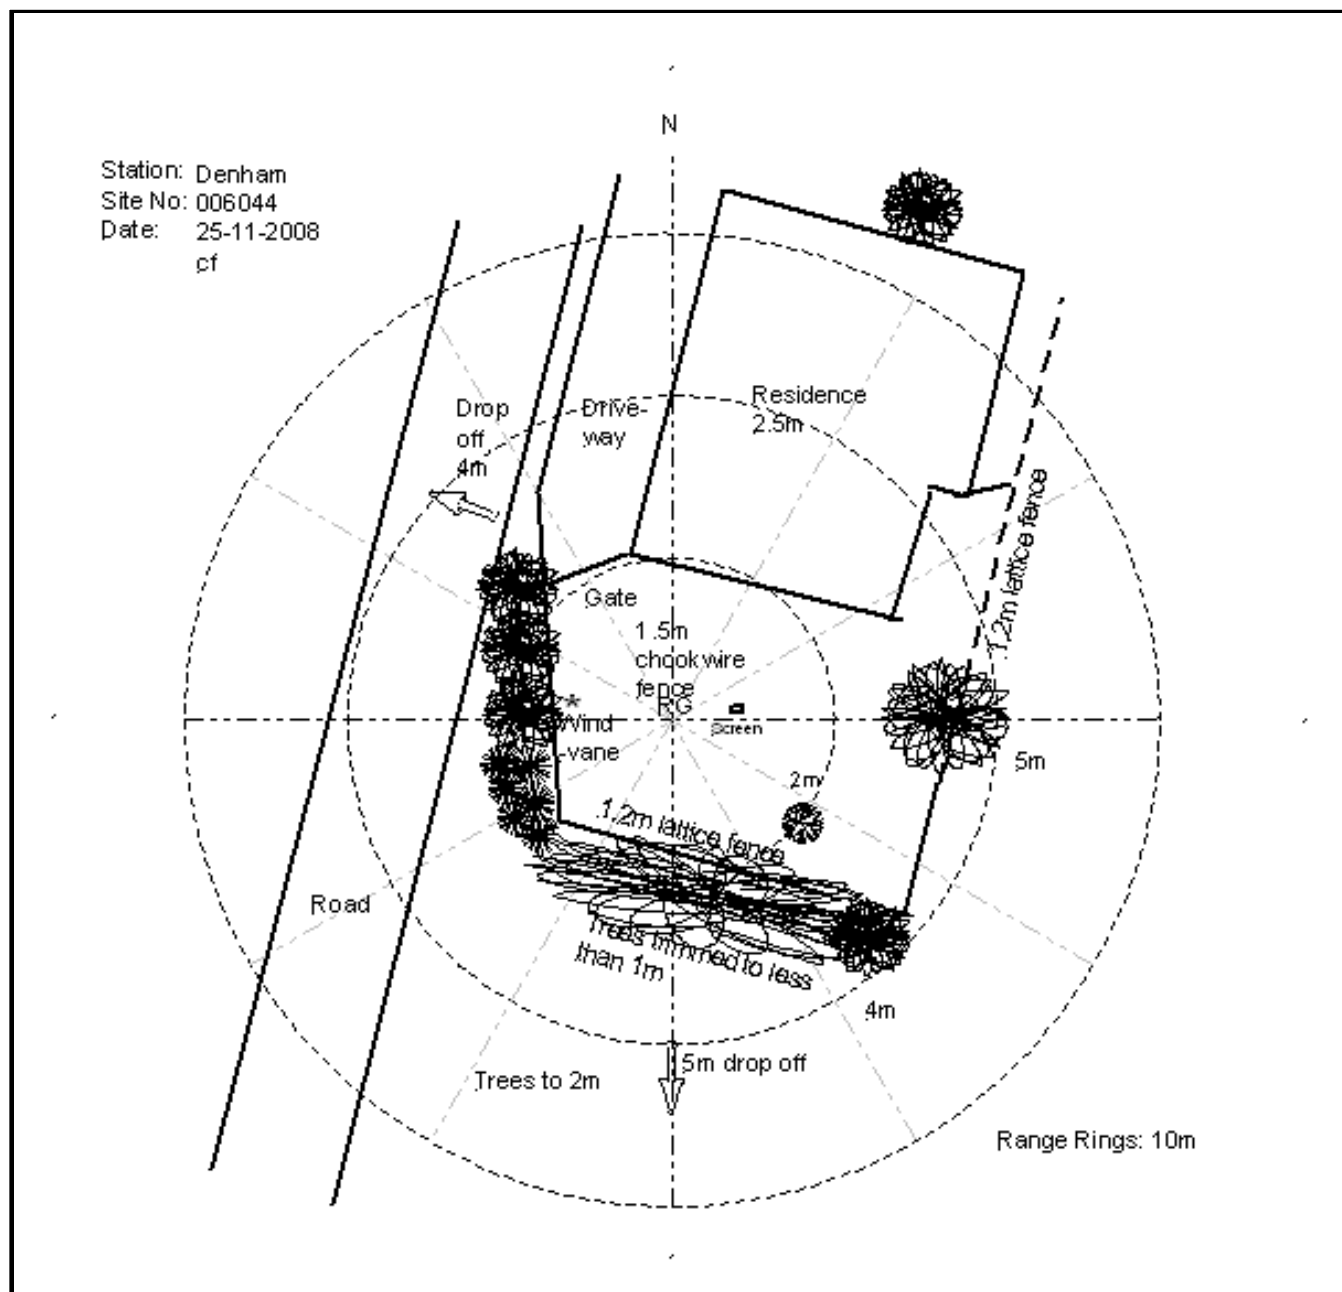 N
Station: Denham
Site No: 006044
Date: 25-11-2008
cf
Residence
2.5m
Drop
off
4m
Drive-
way
1.2m lattice fence
Gate
1.5m
chookwire
fence
RG
Screen
Wind
-vane
5m
2m
1.2m lattice fence
Road
Trees trimmed to less
than 1m
4m
5m drop off
Trees to 2m
Range Rings: 10m